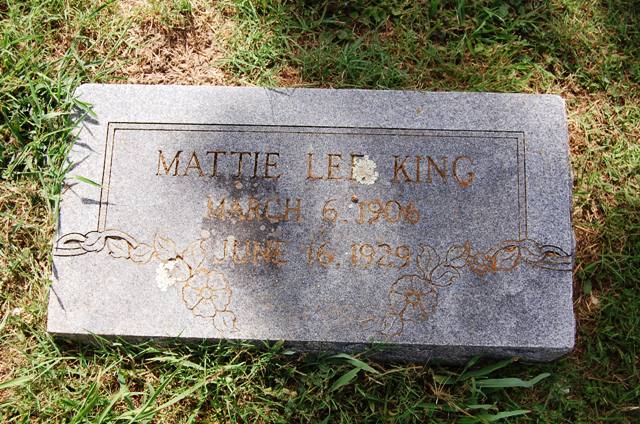 MATTIE LEE KING
MARCH 6, 1906
JUNE 16, 1929